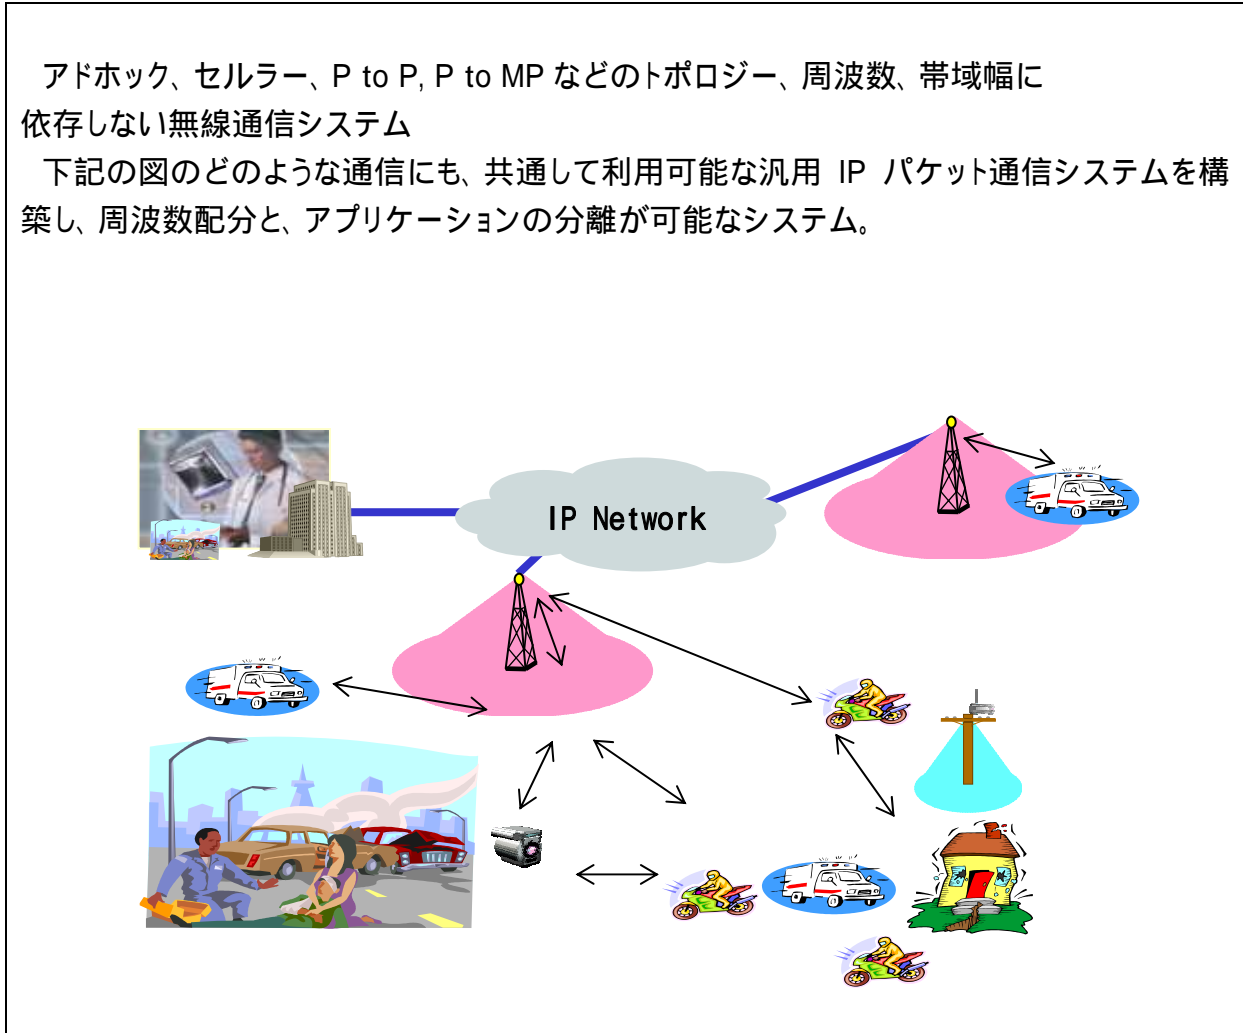 アドホック、セルラー、P to P, P to MP などのトポロジー、周波数、帯域幅に
依存しない無線通信システム
下記の図のどのような通信にも、共通して利用可能な汎用 IP パケット通信システムを構
築し、周波数配分と、アプリケーションの分離が可能なシステム。
IP Network